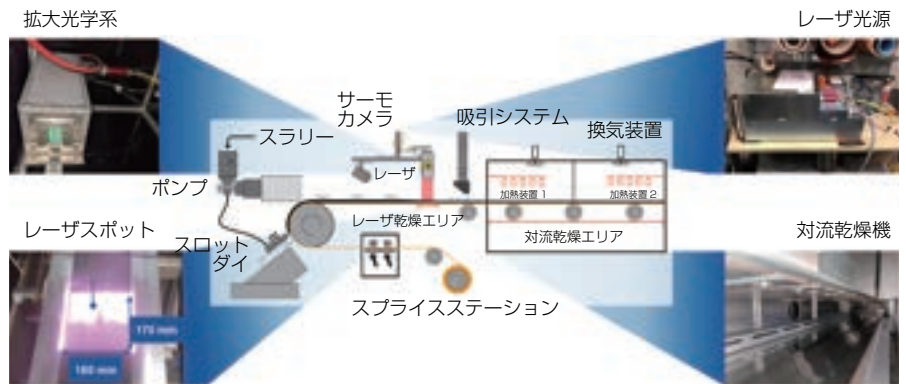 拡大光学系
レーザ光源
サーモ
カメラ
吸引システム
換気装置
スラリー
レーザ
ポンプ
加熱装置 1
加熱装置 2
レーザスポット
レーザ乾燥エリア
スロット
ダイ
対流乾燥エリア
対流乾燥機
スプライスステーション
170 mm
160 mm